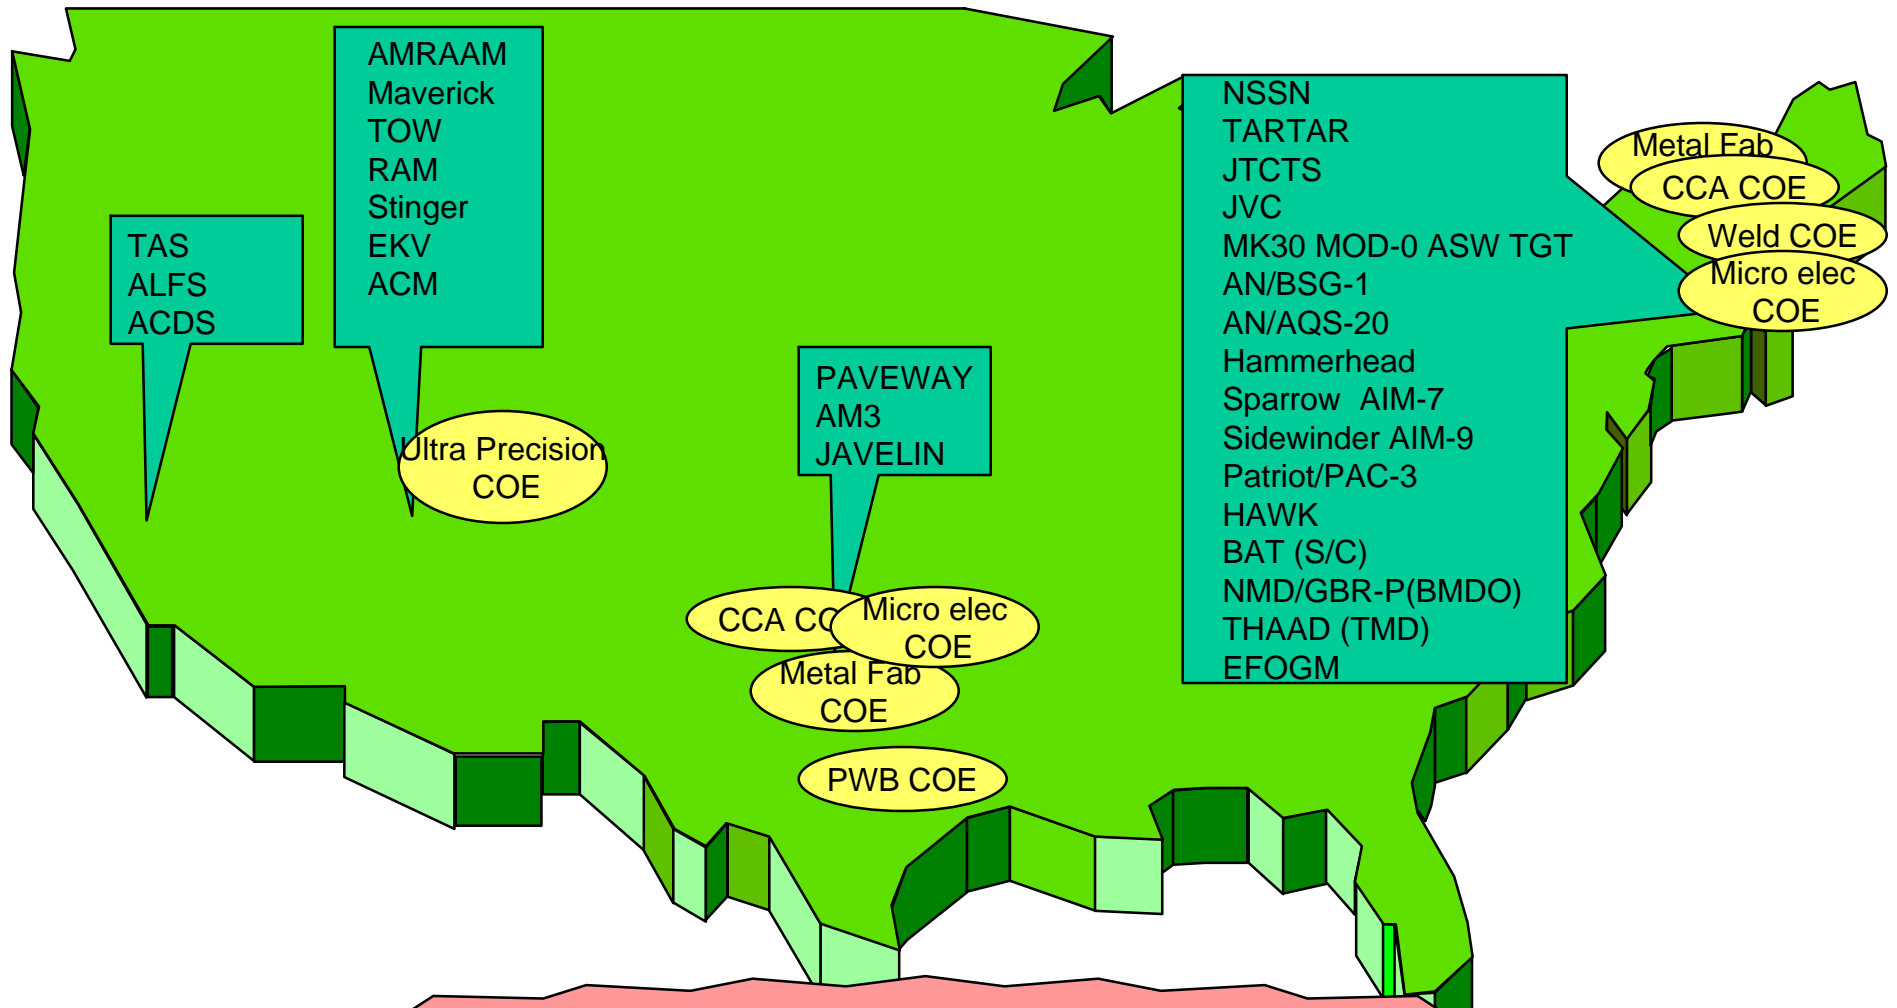 AMRAAM
Maverick
TOW
RAM
Stinger
EKV
ACM
TAS
ALFS
ACDS
Ultra Precision
COE
PAVEWAY
AM3
JAVELIN
CCA CO
Micro elec
COE
Metal Fab
COE
PWB COE
NSSN
TARTAR
JTCTS
JVC
MK30 MOD-0 ASW TGT
AN/BSG-1
AN/AQS-20
Hammerhead
Sparrow  AIM-7
Sidewinder AIM-9
Patriot/PAC-3
HAWK
BAT (S/C)
NMD/GBR-P(BMDO)
THAAD (TMD)
EFOGM
Metal Fab
CCA COE
Weld COE
Micro elec
COE